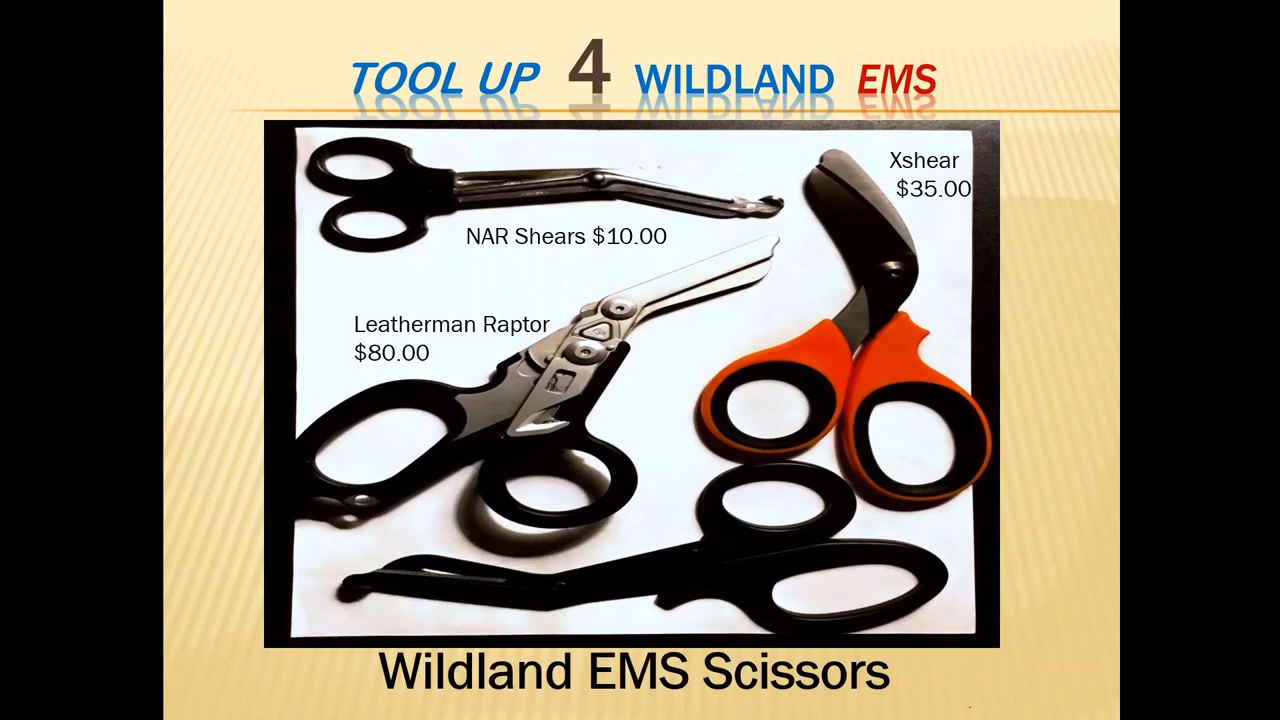 TOOL UP 4 WILDLAND EMS
Xshear
$35.00
NAR Shears $10.00
Leatherman Raptor
$80.00
Wildland EMS Scissors